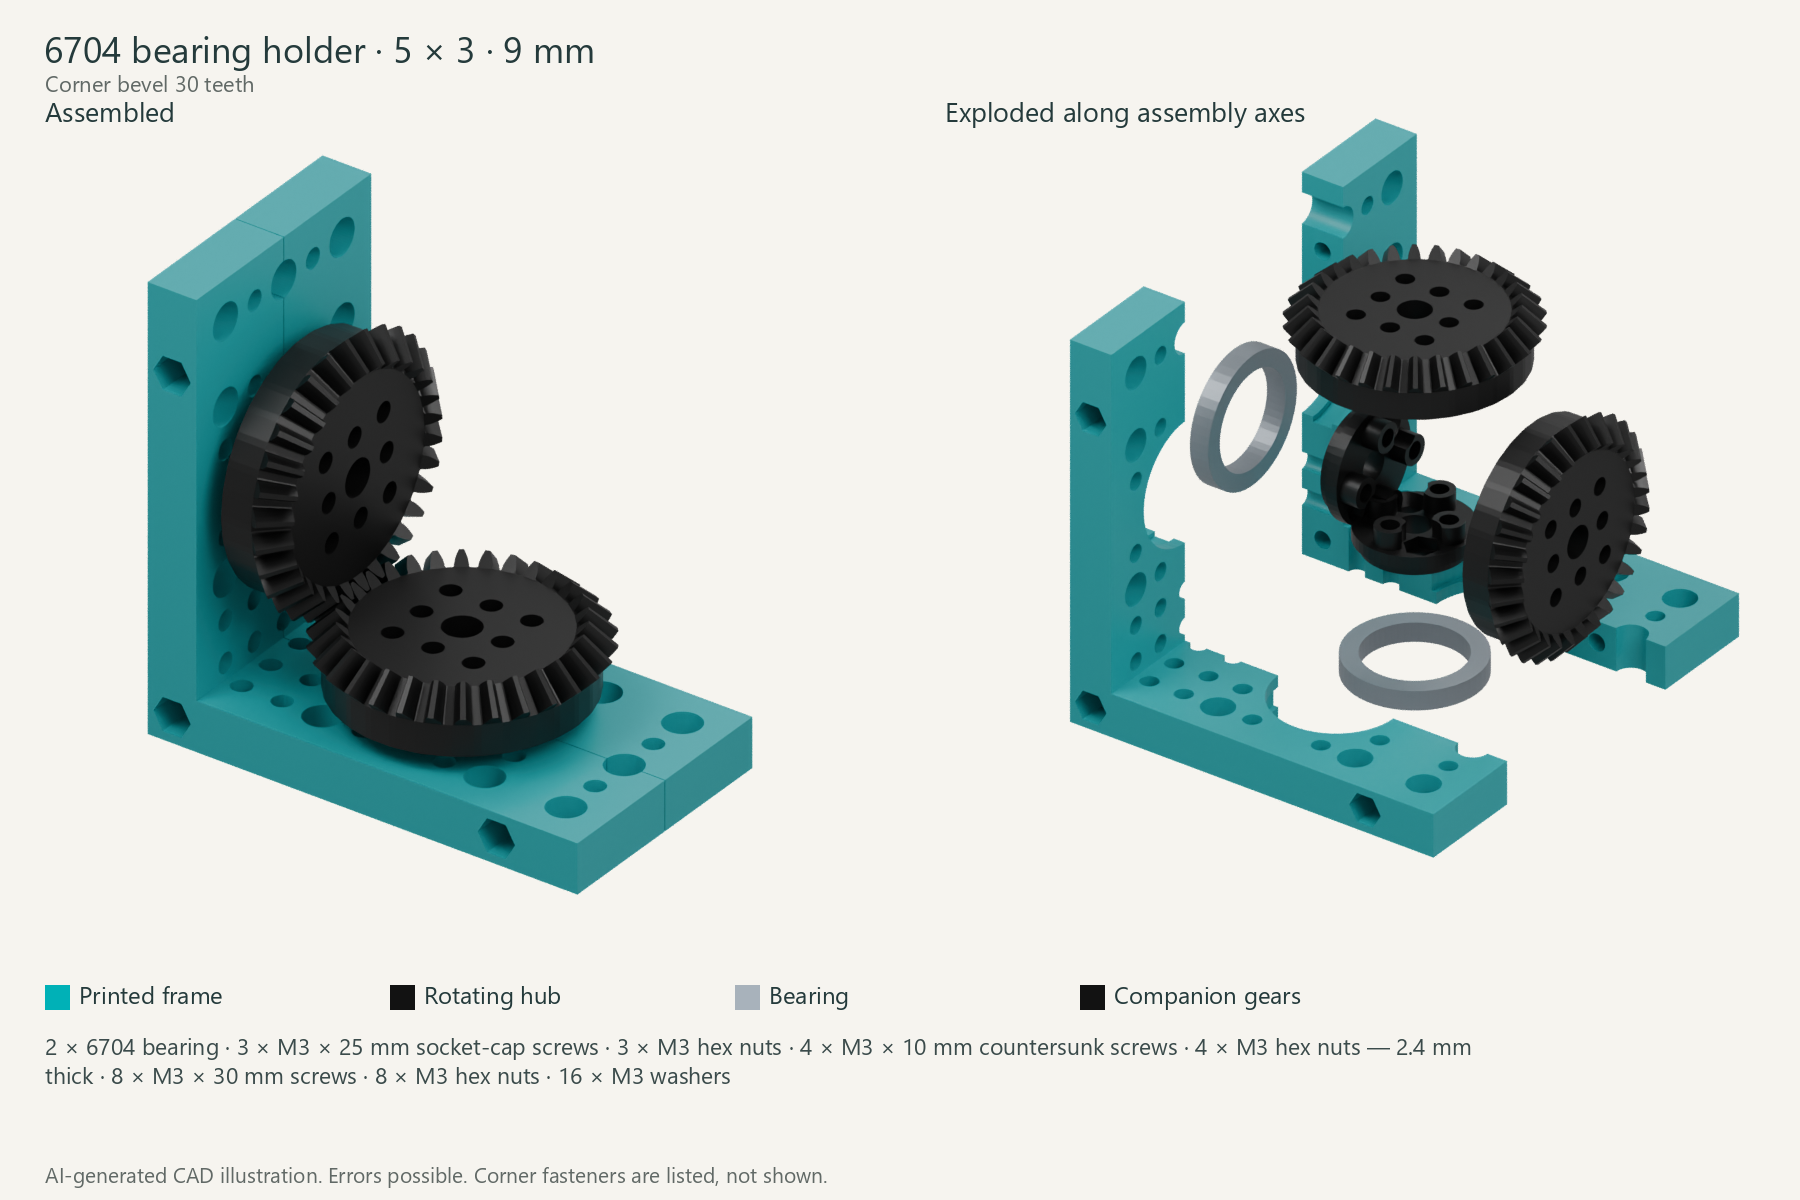 6704 bearing holder · 5 × 3 · 9 mm
Corner bevel 30 teeth
Assembled
Exploded along assembly axes
Printed frame
Rotating hub
Bearing
Companion gears
2 × 6704 bearing · 3 × M3 × 25 mm socket-cap screws · 3 × M3 hex nuts · 4 × M3 × 10 mm countersunk screws · 4 × M3 hex nuts — 2.4 mm
thick · 8 × M3 × 30 mm screws · 8 × M3 hex nuts · 16 × M3 washers
AI-generated CAD illustration. Errors possible. Corner fasteners are listed, not shown.